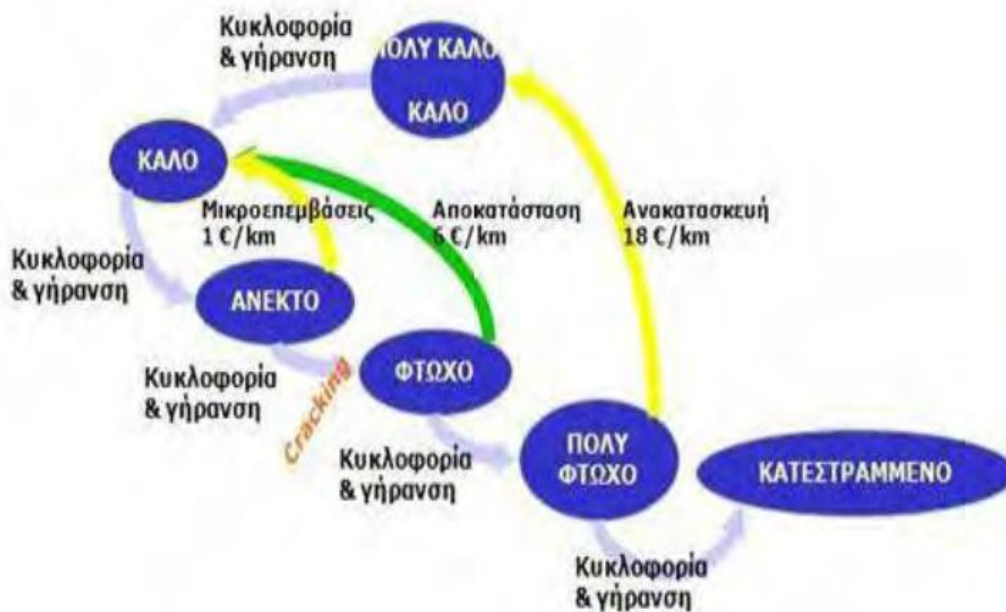 Κυκλοφορία
& γήρανση
ΠΟΛΥ ΚΑΛΟ
ΚΑΛΟ
ΚΑΛΟ
Μικροεπεμβάσεις
1 €/km
Αποκατάσταση
6 €/km
Ανακατασκευή
18 €/km
Κυκλοφορία
& γήρανση
ΑΝΕΚΤΟ
Κυκλοφορία
& γήρανση
Cracking
ΦΤΩΧΟ
Κυκλοφορία
& γήρανση
ΠΟΛΥ
ΦΤΩΧΟ
ΚΑΤΕΣΤΡΑΜΜΕΝΟ
Κυκλοφορία
& γήρανση